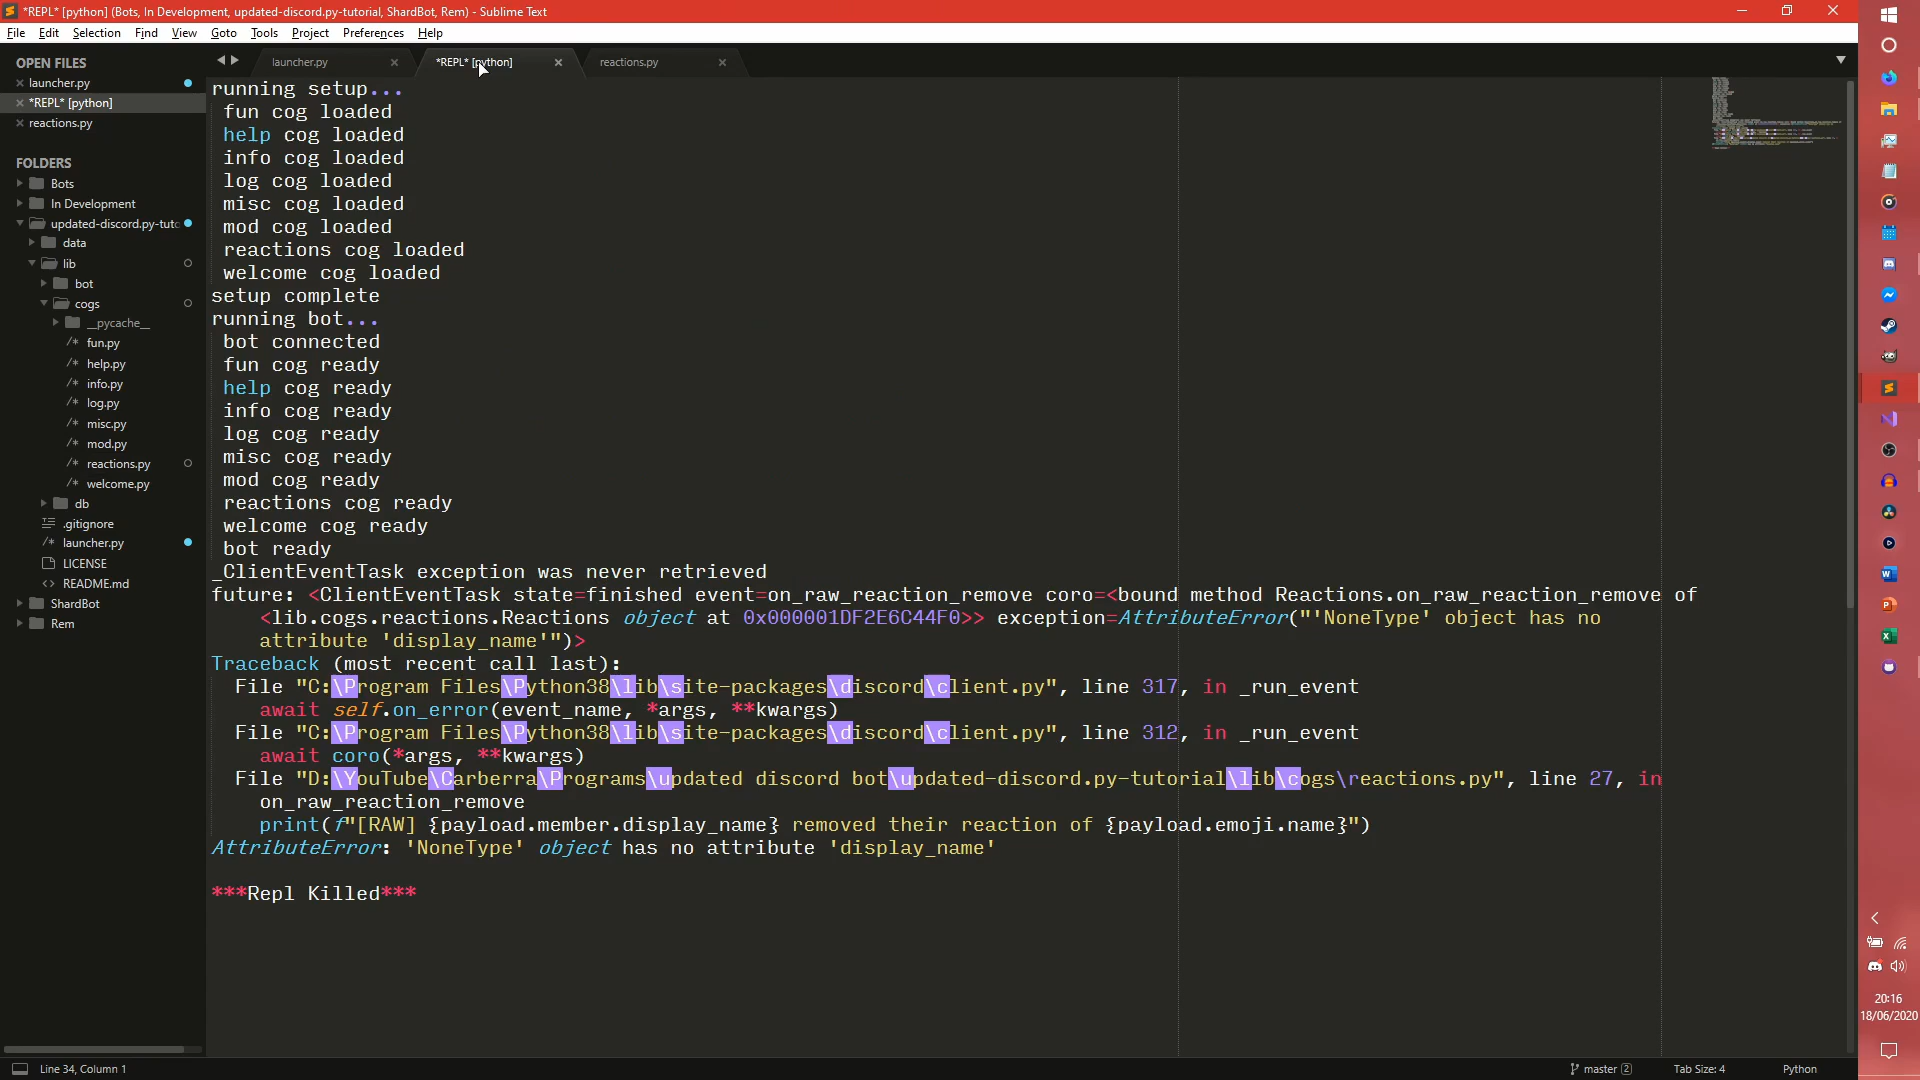 *REPL* [python] (Bots, In Development, updated-discord.py-tutorial, ShardBot, Rem) - Sublime Text
File Edit Selection Find View Goto Tools Project Preferences Help
OPEN FILES
launcher.py
*REPL* [python]
reactions.py
FOLDERS
Bots
In Development
updated-discord.py-tuto
data
lib
bot
cogs
__pycache__
fun.py
help.py
info.py
log.py
misc.py
mod.py
reactions.py
welcome.py
db
.gitignore
launcher.py
LICENSE
README.md
ShardBot
Rem
launcher.py
*REPL* [python]
reactions.py
running setup...
fun cog loaded
help cog loaded
info cog loaded
log cog loaded
misc cog loaded
mod cog loaded
reactions cog loaded
welcome cog loaded
setup complete
running bot...
bot connected
fun cog ready
help cog ready
info cog ready
log cog ready
misc cog ready
mod cog ready
reactions cog ready
welcome cog ready
bot ready
_ClientEventTask exception was never retrieved
future: <ClientEventTask state=finished event=on_raw_reaction_remove coro=<bound method Reactions.on_raw_reaction_remove of
<lib.cogs.reactions.Reactions object at 0x000001DF2E6C44F0>> exception=AttributeError("'NoneType' object has no
attribute 'display_name'")>
Traceback (most recent call last):
File "C:\Program Files\Python38\lib\site-packages\discord\client.py", line 317, in _run_event
await self.on_error(event_name, *args, **kwargs)
File "C:\Program Files\Python38\lib\site-packages\discord\client.py", line 312, in _run_event
await coro(*args, **kwargs)
File "D:\YouTube\Carberra\Programs\updated discord bot\updated-discord.py-tutorial\lib\cogs\reactions.py", line 27, in
on_raw_reaction_remove
print(f"[RAW] {payload.member.display_name} removed their reaction of {payload.emoji.name}")
AttributeError: 'NoneType' object has no attribute 'display_name'
***Repl Killed***
Line 34, Column 1
master 2
Tab Size: 4
Python
20:16
18/06/2020